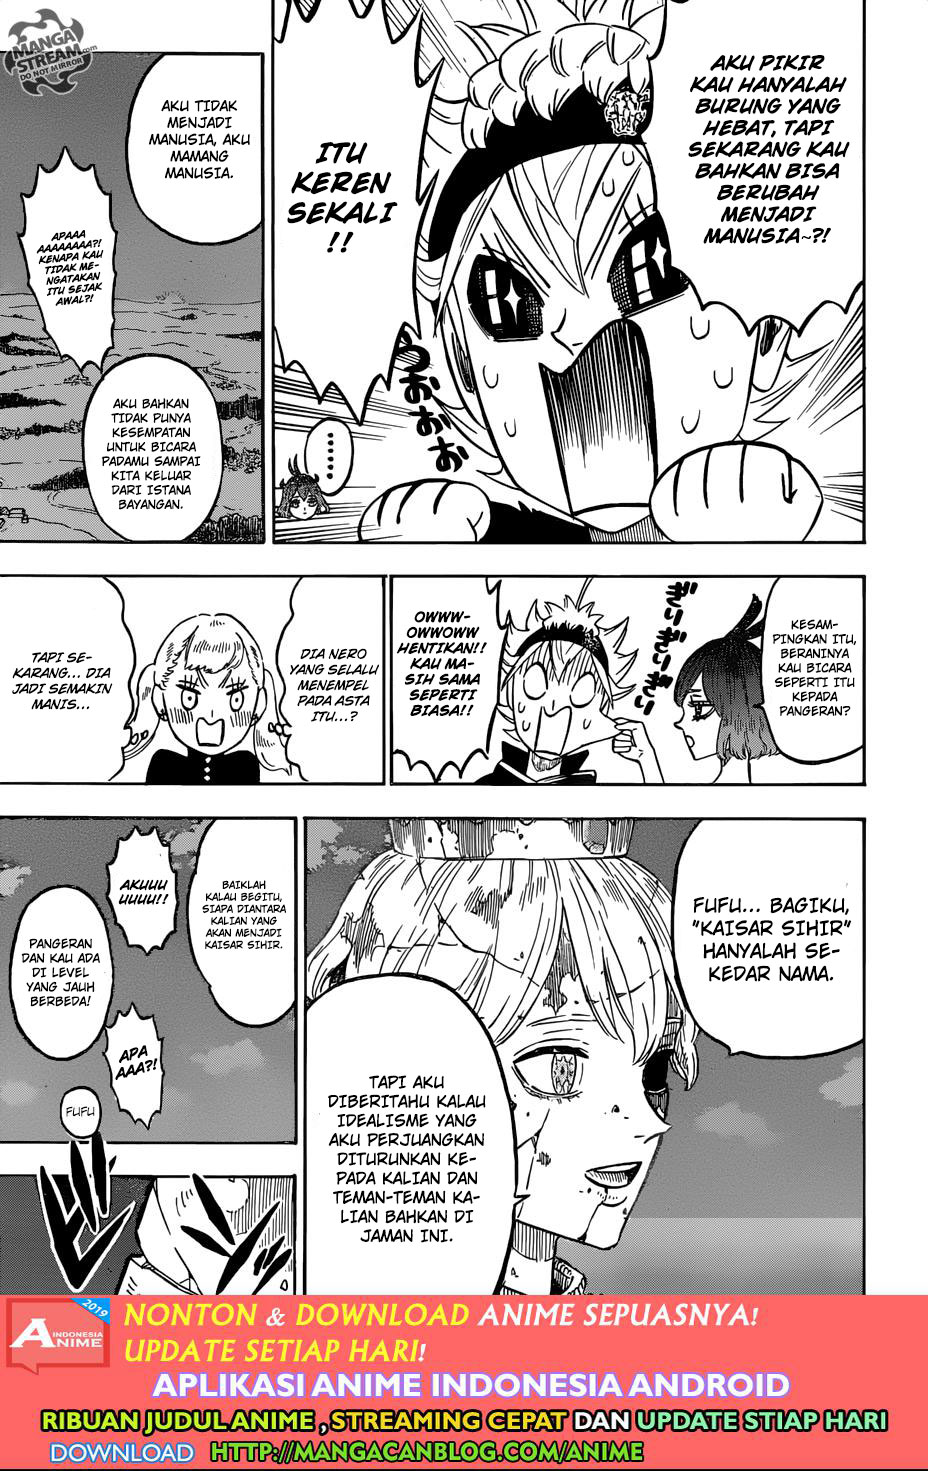 MANGA
STREAM.com
DO NOT MIRROR
AKU PIKIR
KAU HANYALAH
BURUNG YANG
HEBAT, TAPI
SEKARANG KAU
BAHKAN BISA
BERUBAH
MENJADI
MANUSIA~?!
ITU
KEREN
SEKALI
!!
つおおおお
......
AKU TIDAK
MENJADI
MANUSIA, AKU
MAMANG
MANUSIA.
APAAA
AAAAAAAA?!
KENAPA KAU
TIDAK ME-
NGATAKAN
ITU SEJAK
AWAL?!
AKU BAHKAN
TIDAK PUNYA
KESEMPATAN
UNTUK BICARA
PADAMU SAMPAI
KITA KELUAR
DARI ISTANA
BAYANGAN.
KESAM-
PINGKAN ITU,
BERANINYA
KAU BICARA
SEPERTI ITU
KEPADA
PANGERAN?
ぎいぎいいい
OWWW-
OWWOWW
HENTIKAN!!
KAU MA-
SIH SAMA
SEPERTI
BIASA!!
DIA NERO
YANG SELALU
MENEMPEL
PADA ASTA
ITU...?
TAPI SE-
KARANG... DIA
JADI SEMAKIN
MANIS...
FUFU... BAGIKU,
"KAISAR SIHIR"
HANYALAH SE-
KEDAR NAMA.
TAPI AKU
DIBERITAHU KALAU
IDEALISME YANG
AKU PERJUANGKAN
DITURUNKAN KE-
PADA KALIAN DAN
TEMAN-TEMAN KA-
LIAN BAHKAN DI
JAMAN INI.
BAIKLAH
KALAU BEGITU,
SIAPA DIANTARA
KALIAN YANG
AKAN MENJADI
KAISAR SIHIR.
AKUUU
UUUU!!
PANGERAN
DAN KAU ADA
DI LEVEL
YANG JAUH
BERBEDA!
APA
AAA?!
FUFU
2019
INDONESIA
ANIME
NONTON & DOWNLOAD ANIME SEPUASNYA!
UPDATE SETIAP HARI!
APLIKASI ANIME INDONESIA ANDROID
RIBUAN JUDUL ANIME , STREAMING CEPAT DAN UPDATE STIAP HARI
DOWNLOAD HTTP://MANGACANBLOG.COM/ANIME